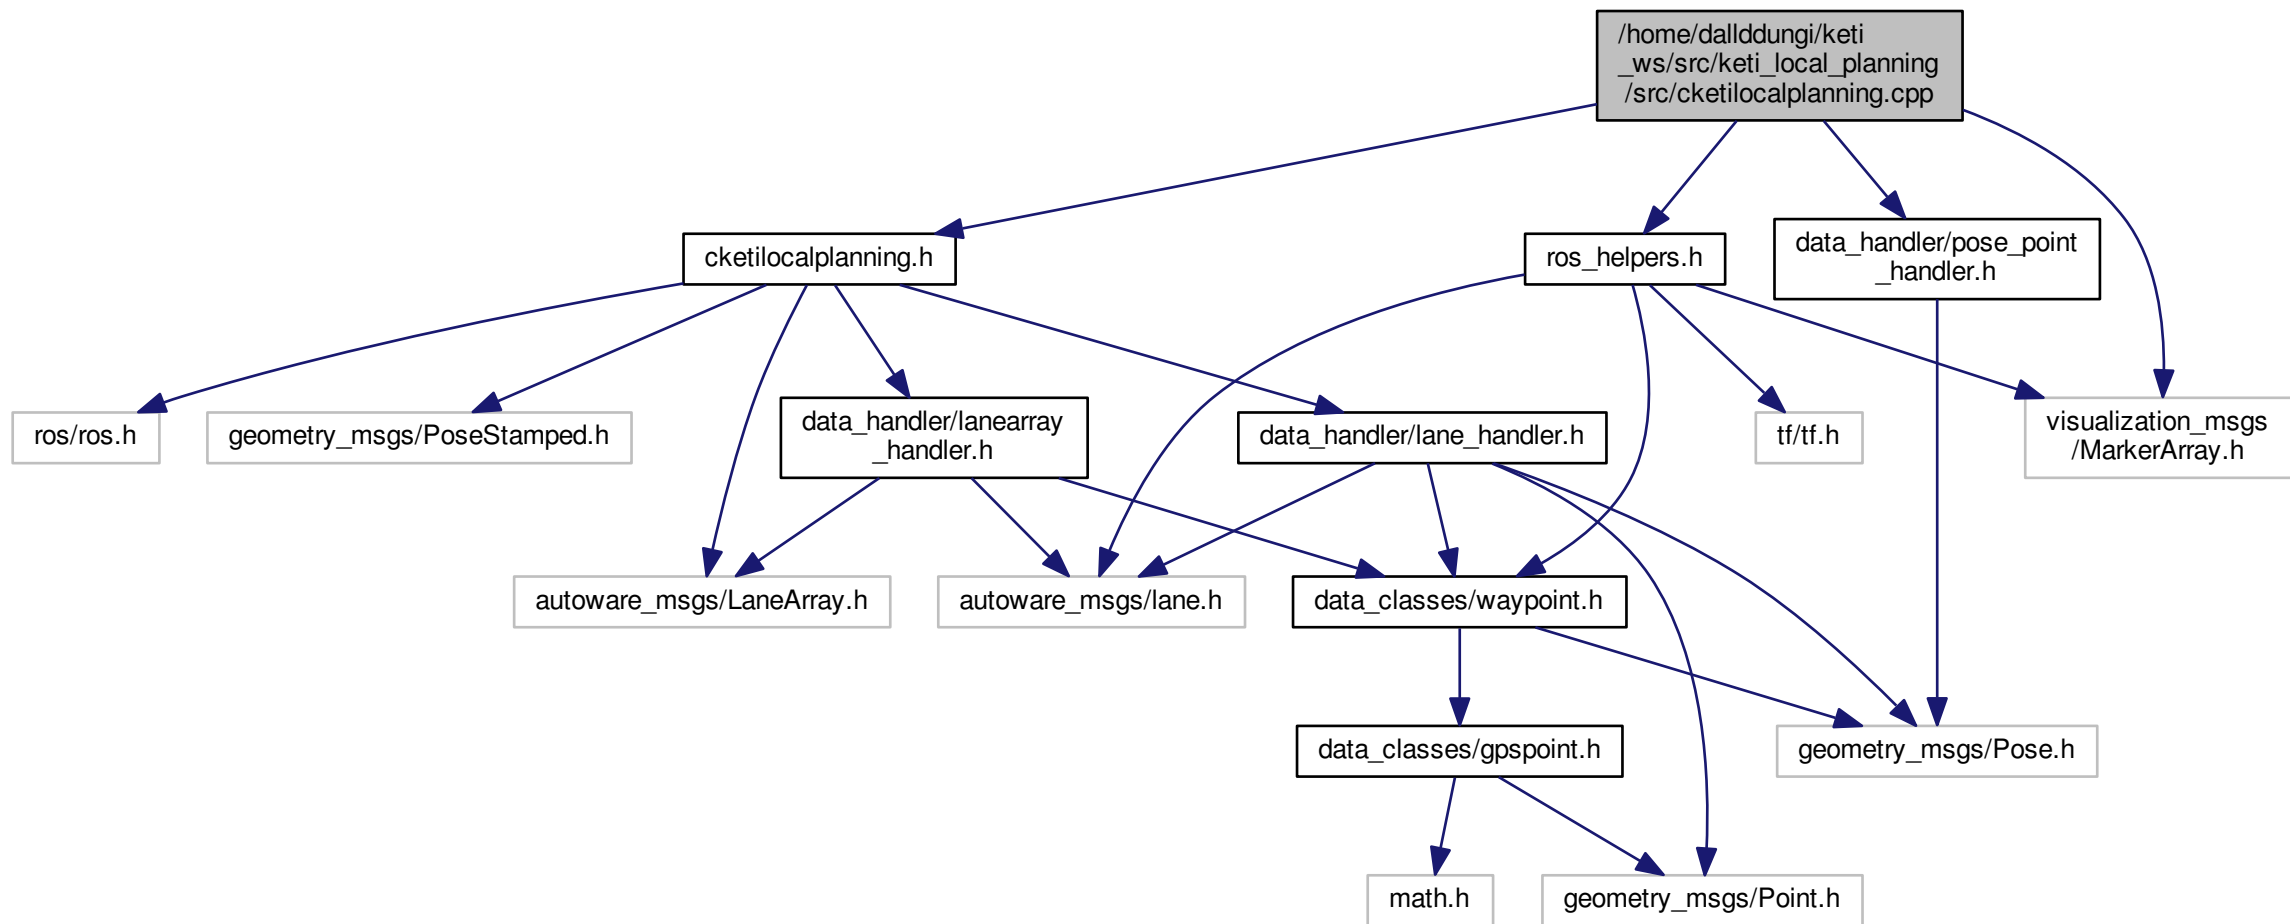 /home/dallddungi/keti
_ws/src/keti_local_planning
/src/cketilocalplanning.cpp
cketilocalplanning.h
ros_helpers.h
data_handler/pose_point
_handler.h
ros/ros.h
geometry_msgs/PoseStamped.h
data_handler/lanearray
_handler.h
data_handler/lane_handler.h
tf/tf.h
visualization_msgs
/MarkerArray.h
autoware_msgs/LaneArray.h
autoware_msgs/lane.h
data_classes/waypoint.h
data_classes/gpspoint.h
geometry_msgs/Pose.h
math.h
geometry_msgs/Point.h